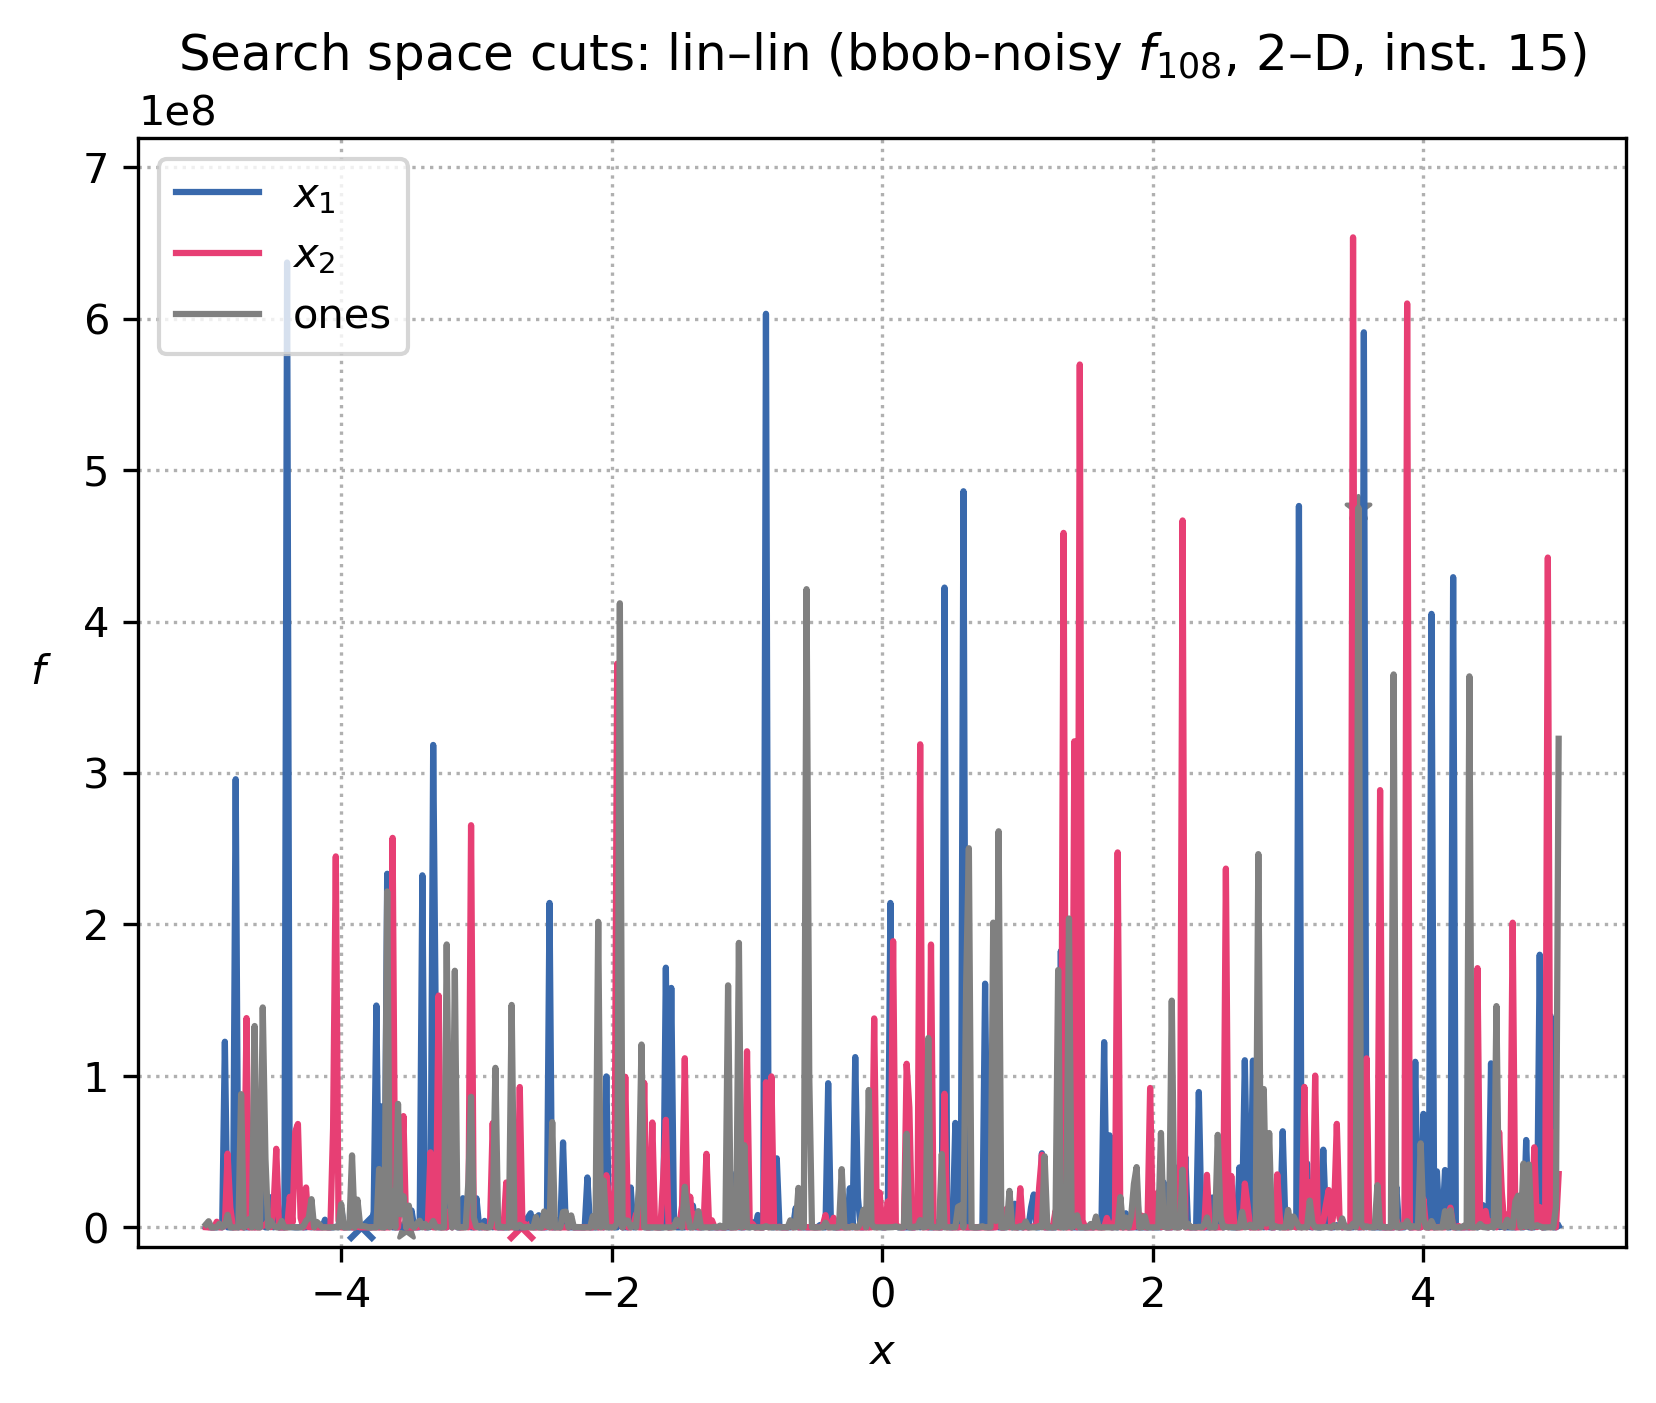 Search space cuts: lin–lin (bbob-noisy f₁₀₈, 2–D, inst. 15)
1e8
7
6
5
4
3
2
1
0
f
x₁
x₂
ones
−4
−2
0
2
4
x